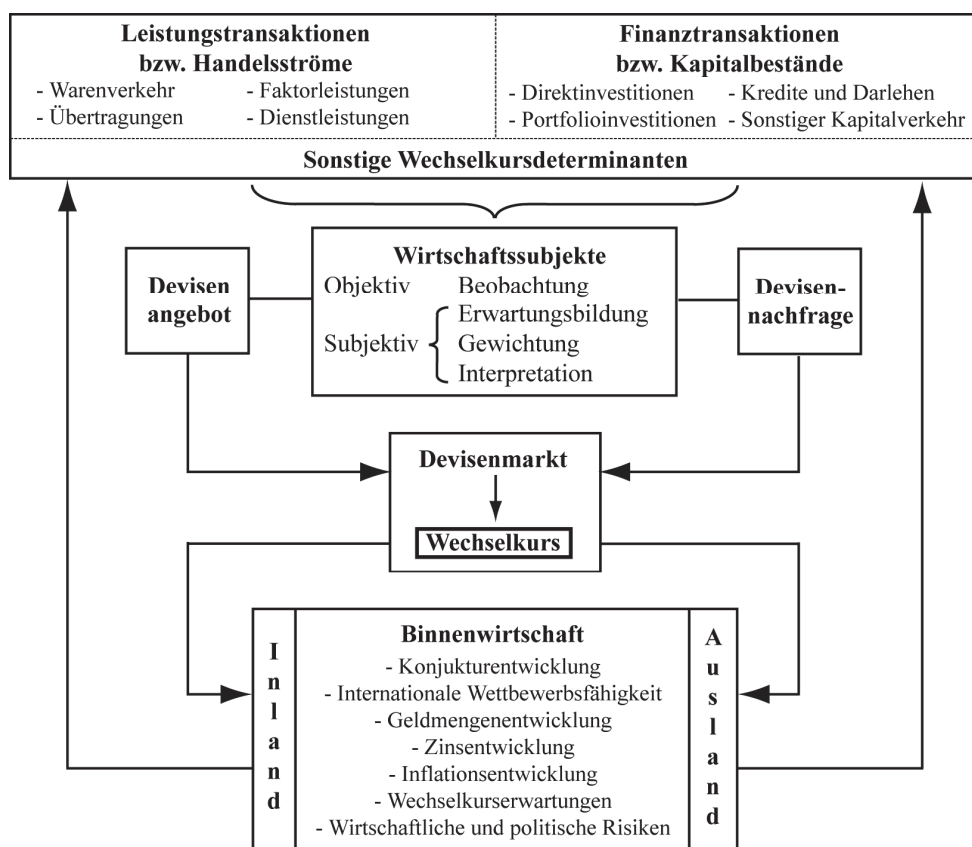 Leistungstransaktionen
bzw. Handelsströme
- Warenverkehr - Faktorleistungen
- Übertragungen - Dienstleistungen
Finanztransaktionen
bzw. Kapitalbestände
- Direktinvestitionen - Kredite und Darlehen
- Portfolioinvestitionen - Sonstiger Kapitalverkehr
Sonstige Wechselkursdeterminanten
Devisen
angebot
Wirtschaftssubjekte
Objektiv Beobachtung
Erwartungsbildung
Subjektiv Gewichtung
Interpretation
Devisen-
nachfrage
Devisenmarkt
Wechselkurs
Inland
Binnenwirtschaft
- Konjukturentwicklung
- Internationale Wettbewerbsfähigkeit
- Geldmengenentwicklung
- Zinsentwicklung
- Inflationsentwicklung
- Wechselkurserwartungen
- Wirtschaftliche und politische Risiken
Ausland